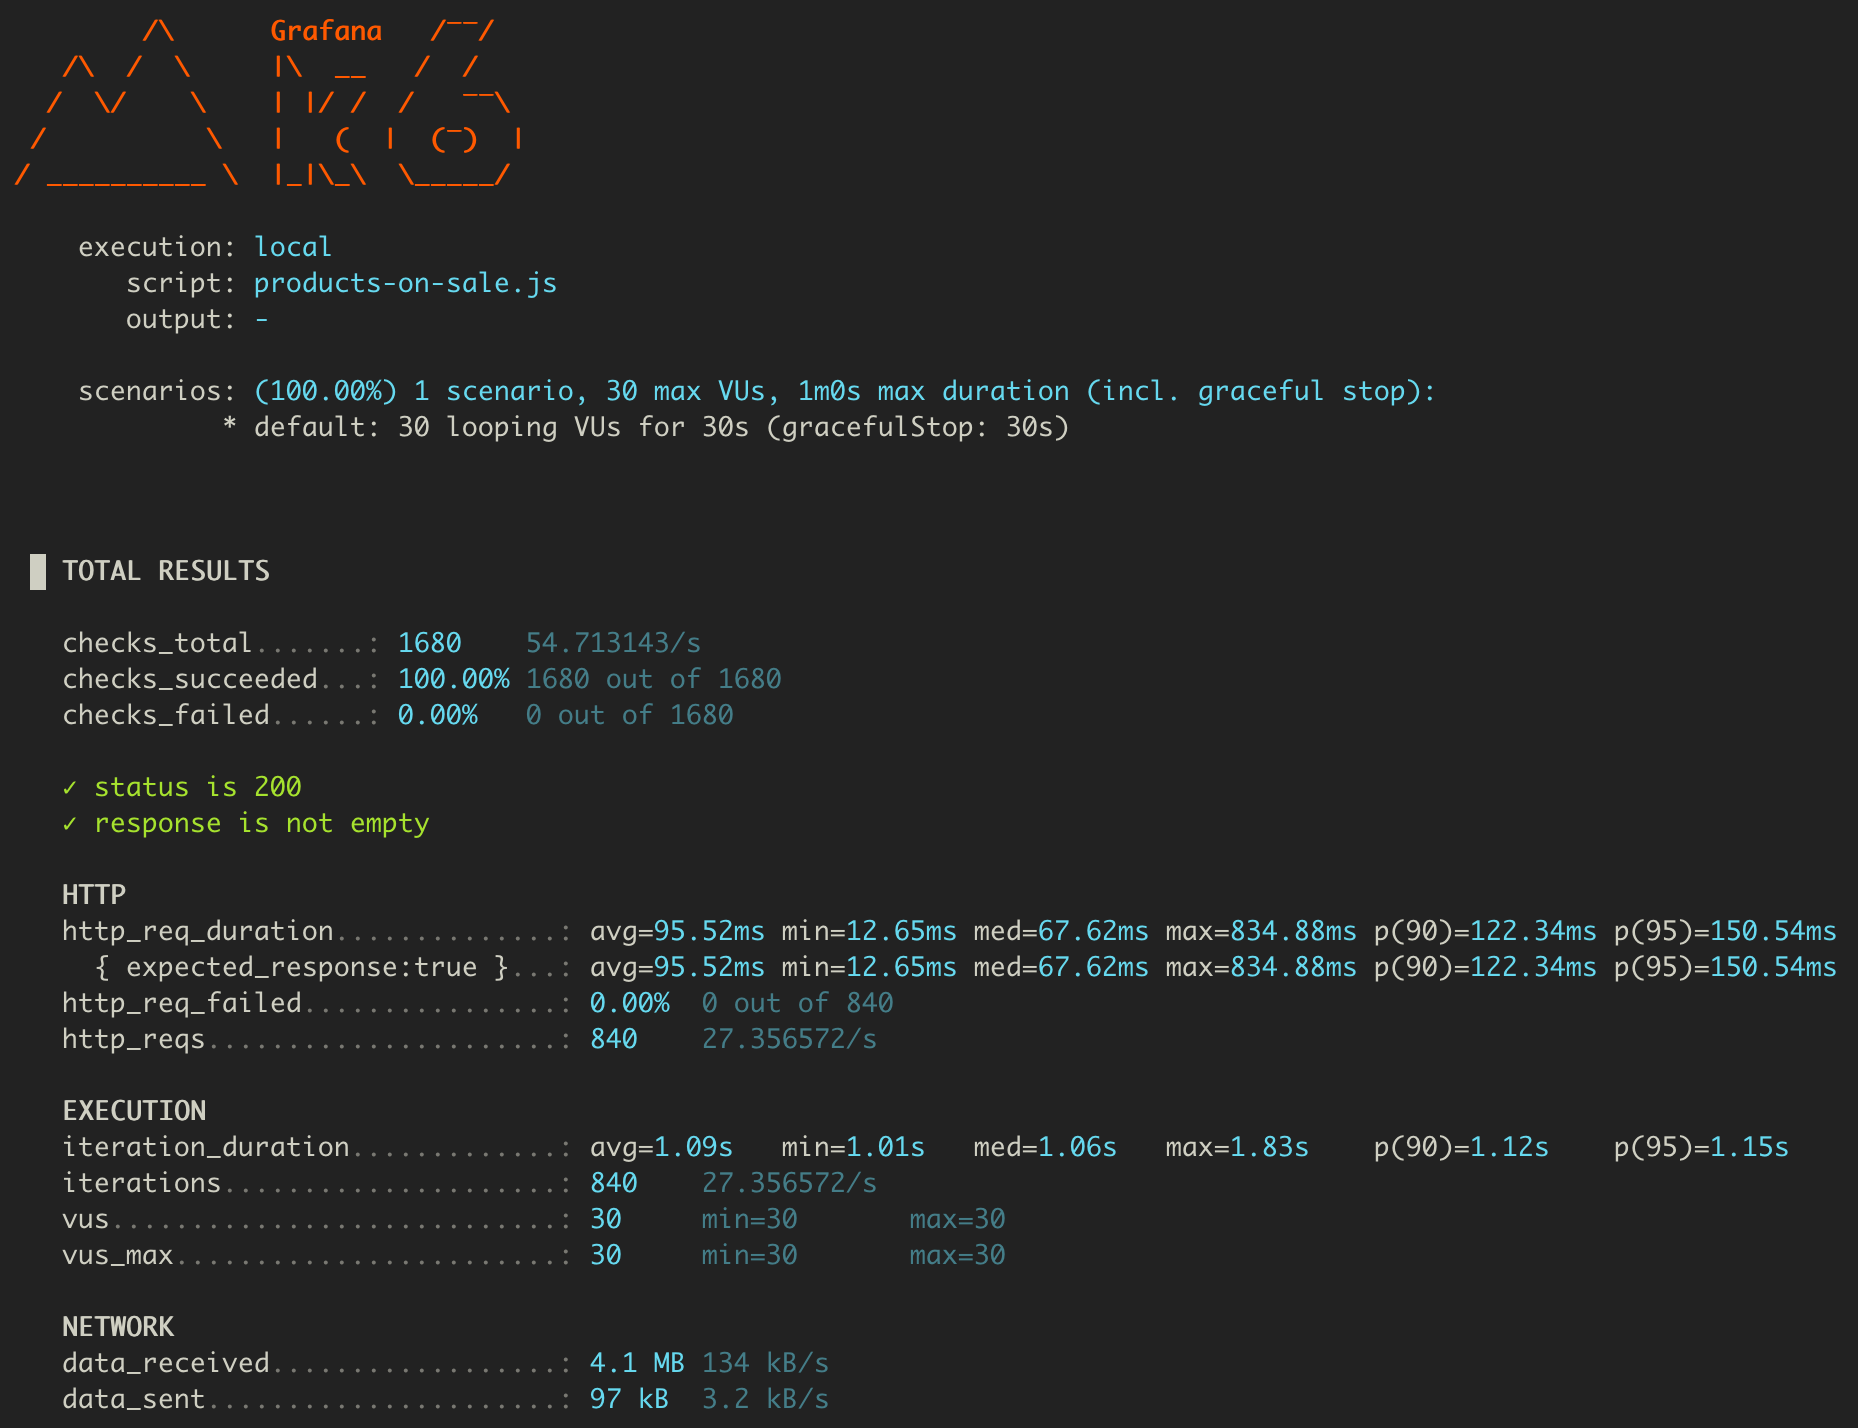 Grafana
execution: local
script: products-on-sale.js
output: -
scenarios: (100.00%) 1 scenario, 30 max VUs, 1m0s max duration (incl. graceful stop):
* default: 30 looping VUs for 30s (gracefulStop: 30s)
TOTAL RESULTS
checks_total.......: 1680 54.713143/s
checks_succeeded...: 100.00% 1680 out of 1680
checks_failed......: 0.00% 0 out of 1680
✓ status is 200
✓ response is not empty
HTTP
http_req_duration..............: avg=95.52ms min=12.65ms med=67.62ms max=834.88ms p(90)=122.34ms p(95)=150.54ms
{ expected_response:true }...: avg=95.52ms min=12.65ms med=67.62ms max=834.88ms p(90)=122.34ms p(95)=150.54ms
http_req_failed................: 0.00% 0 out of 840
http_reqs......................: 840 27.356572/s
EXECUTION
iteration_duration.............: avg=1.09s min=1.01s med=1.06s max=1.83s p(90)=1.12s p(95)=1.15s
iterations.....................: 840 27.356572/s
vus............................: 30 min=30 max=30
vus_max........................: 30 min=30 max=30
NETWORK
data_received..................: 4.1 MB 134 kB/s
data_sent......................: 97 kB 3.2 kB/s